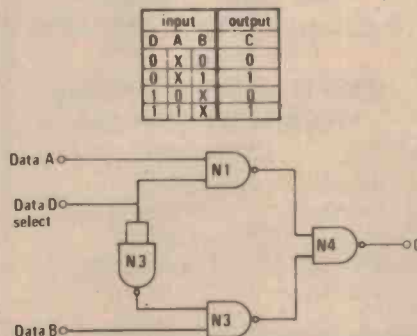 input output
D A B C
0 X 0 0
0 X 1 1
1 0 X 0
1 1 X 1
Data A
N1
Data D
select
N3
N4
N3
Data B